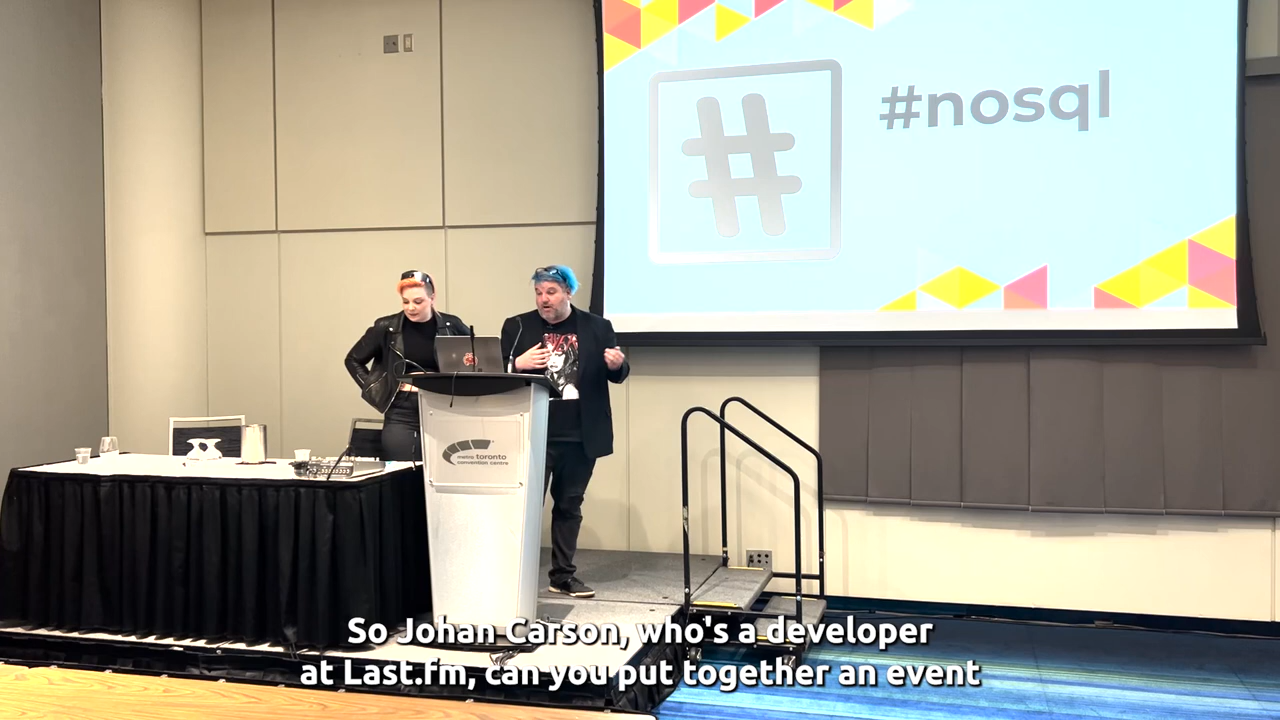 #nosql
#
metro toronto
convention centre
So Johan Carson, who's a developer
at Last.fm, can you put together an event